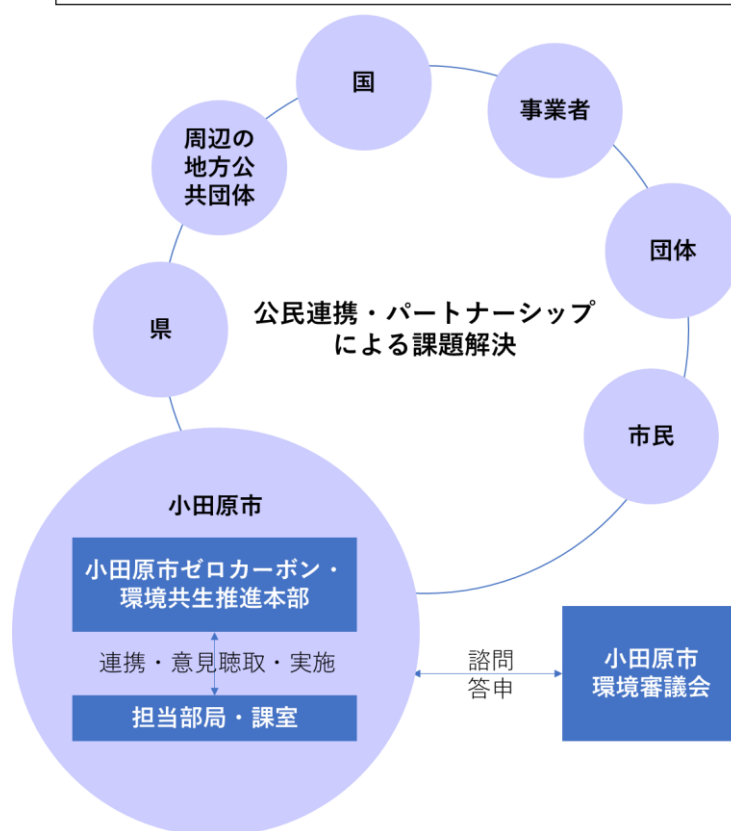 国
事業者
周辺の
地方公
共団体
団体
公民連携・パートナーシップ
による課題解決
県
市民
小田原市
小田原市ゼロカーボン・
環境共生推進本部
連携・意見聴取・実施
担当部局・課室
諮問
答申
小田原市
環境審議会